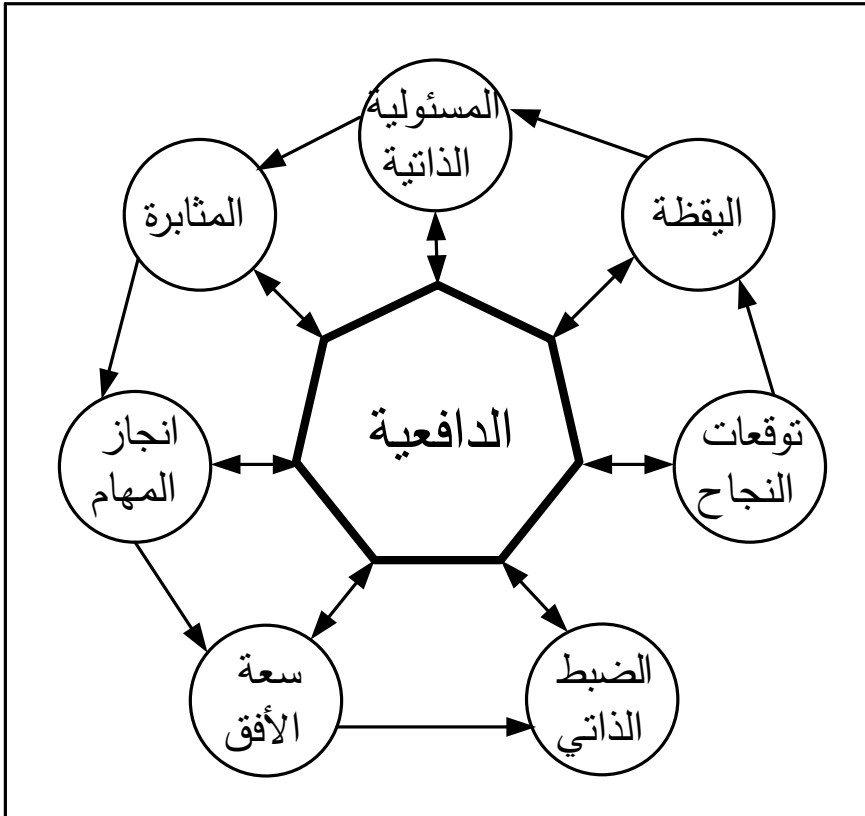 المسئولية
الذاتية
المثابرة
اليقظة
انجاز
المهام
الدافعية
توقعات
النجاح
سعة
الأفق
الضبط
الذاتي